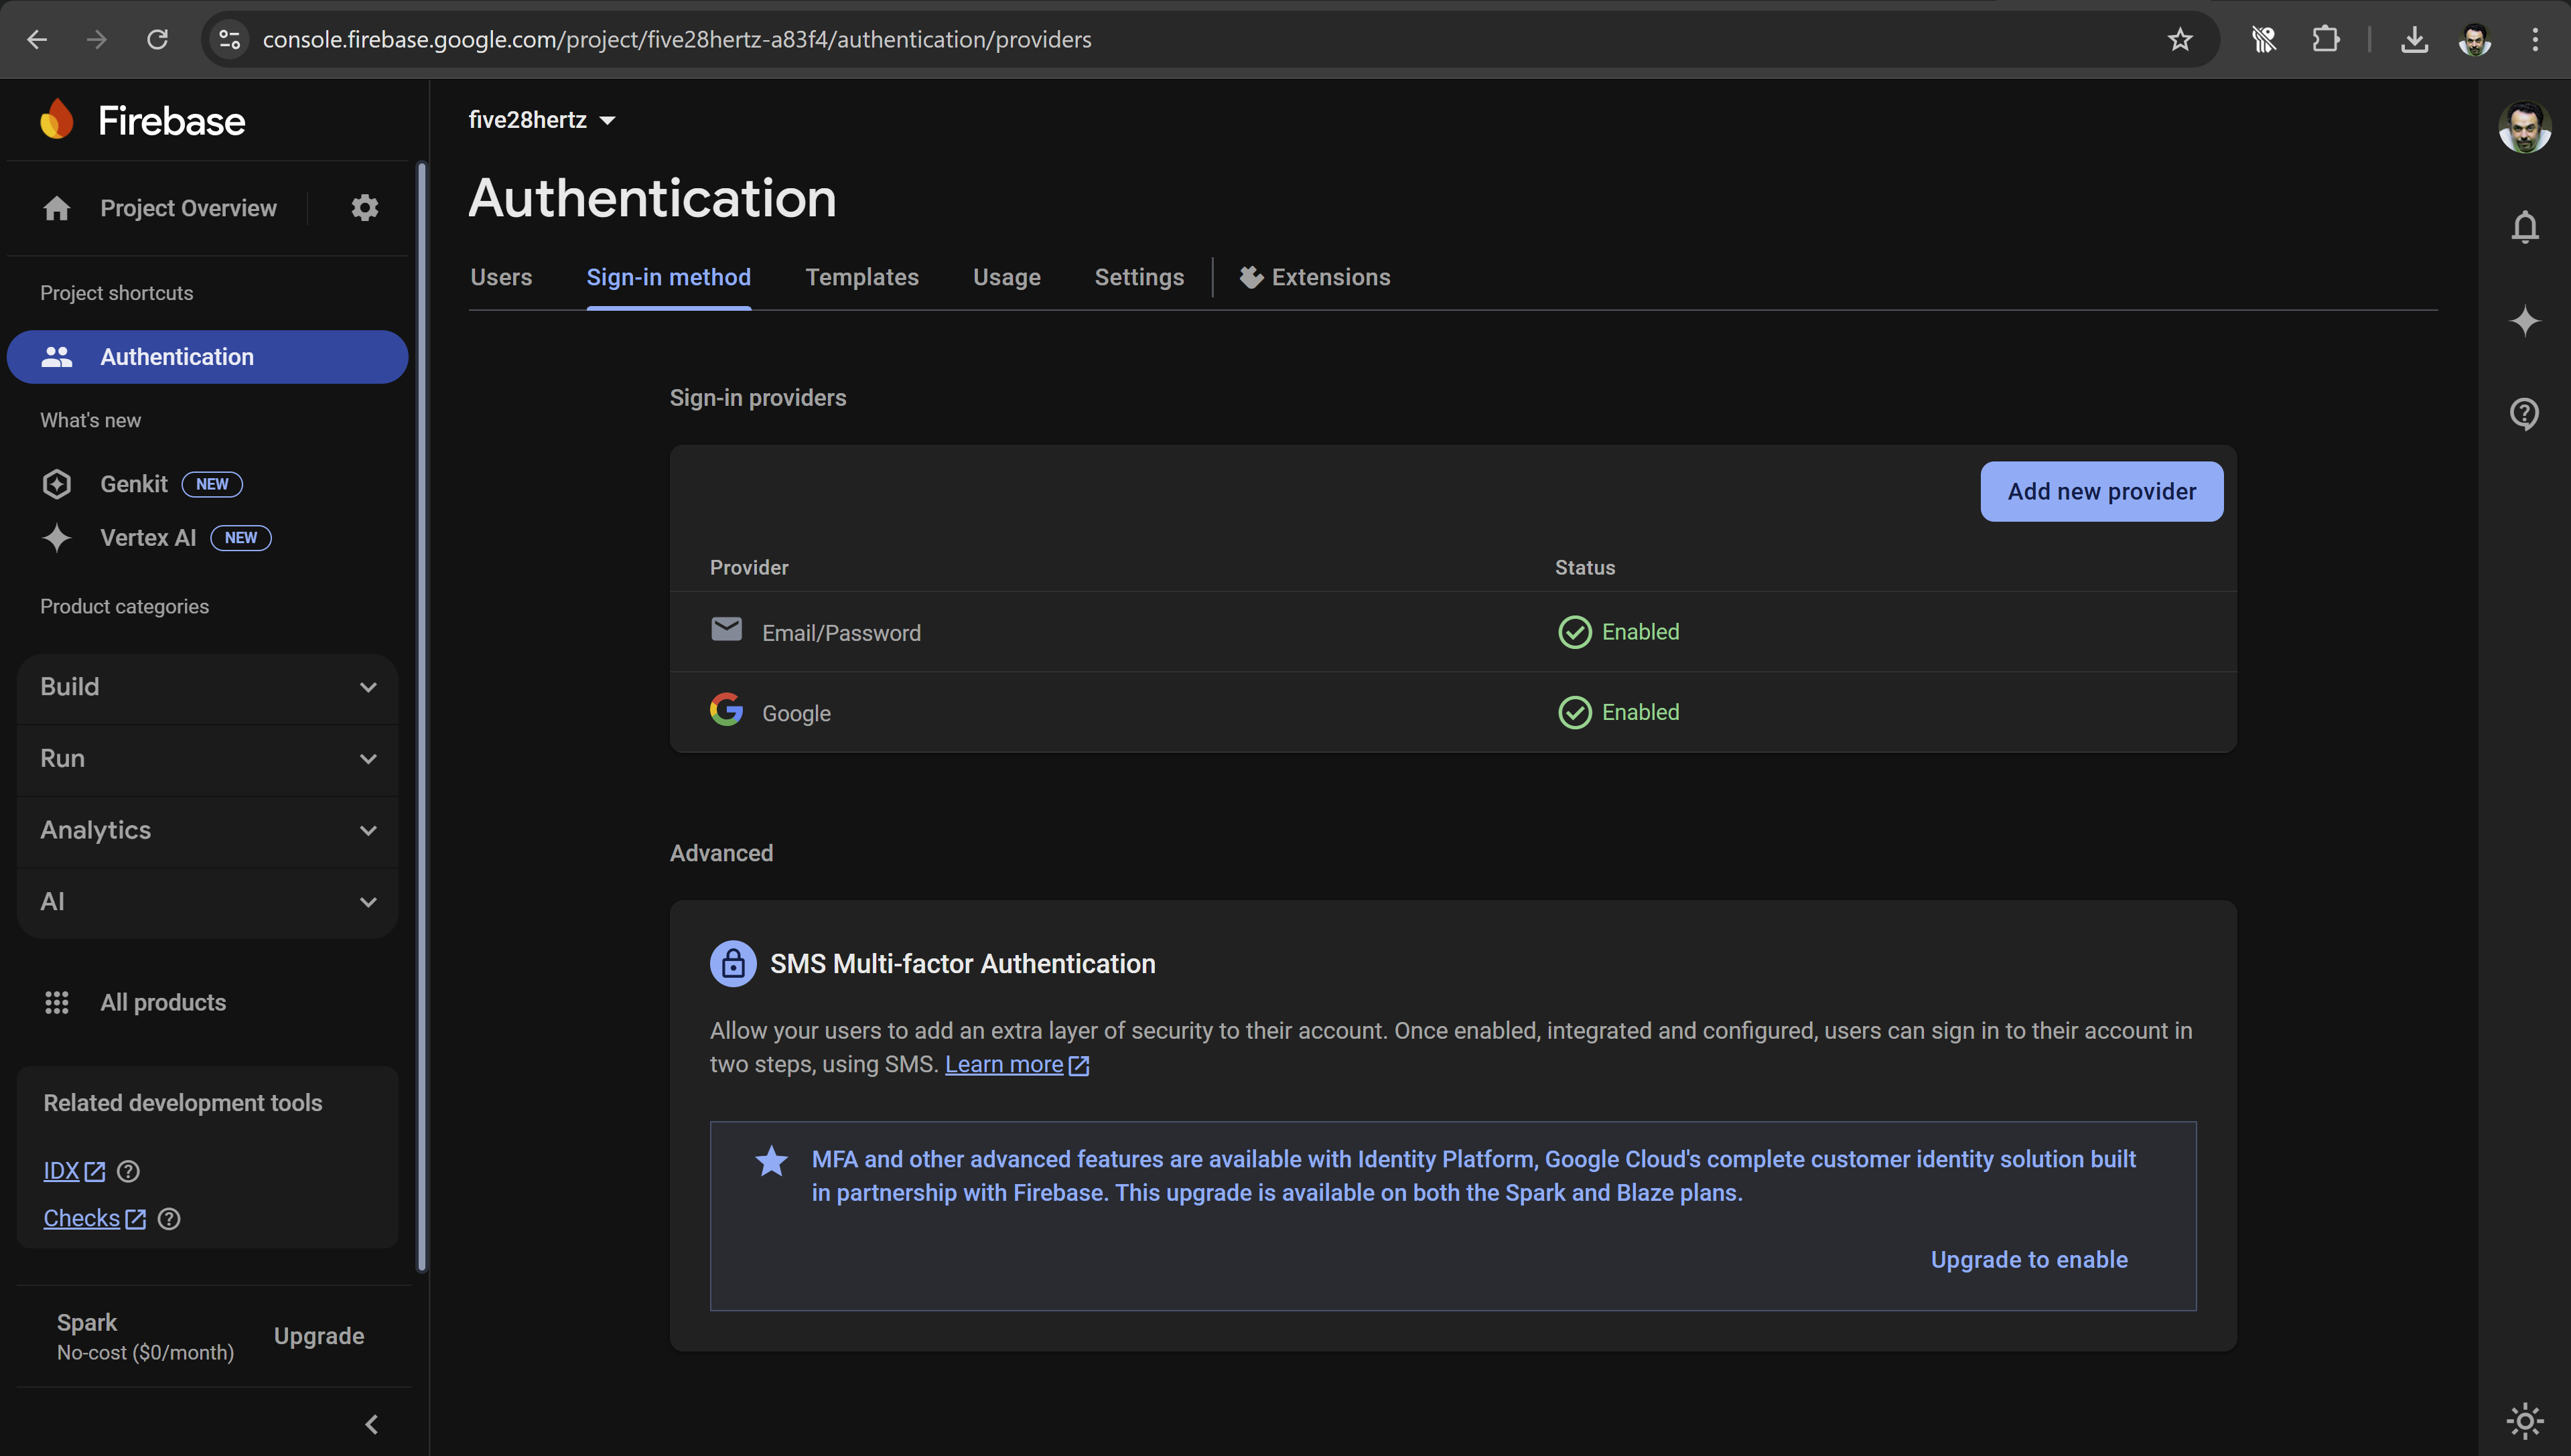 console.firebase.google.com/project/five28hertz-a83f4/authentication/providers
Firebase
Project Overview
Project shortcuts
Authentication
What's new
Genkit NEW
Vertex AI NEW
Product categories
Build
Run
Analytics
AI
All products
Related development tools
IDX
Checks
Spark
No-cost ($0/month)
Upgrade
five28hertz
Authentication
Users
Sign-in method
Templates
Usage
Settings
Extensions
Sign-in providers
Add new provider
Provider Status
Email/Password Enabled
Google Enabled
Advanced
SMS Multi-factor Authentication
Allow your users to add an extra layer of security to their account. Once enabled, integrated and configured, users can sign in to their account in
two steps, using SMS. Learn more
MFA and other advanced features are available with Identity Platform, Google Cloud's complete customer identity solution built
in partnership with Firebase. This upgrade is available on both the Spark and Blaze plans.
Upgrade to enable